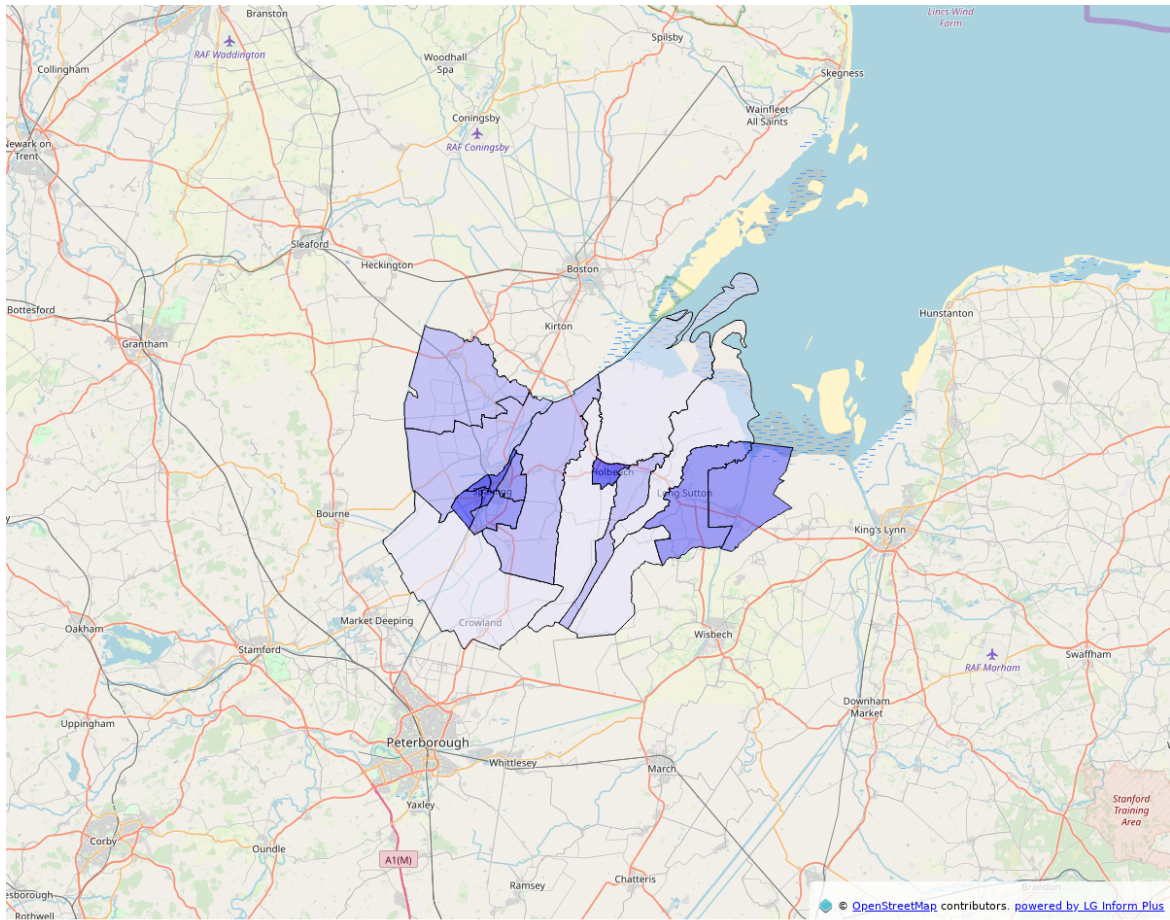 Branston
Lincs Wind
Farm
RAF Waddington
Spilsby
Woodhall
Spa
Collingham
Skegness
Wainfleet
All Saints
Coningsby
RAF Coningsby
Newark on
Trent
Sleaford
Heckington
Boston
Bottesford
Hunstanton
Kirton
Grantham
Holbeach
Spalding
Long Sutton
Bourne
King's Lynn
Market Deeping
Crowland
Oakham
Wisbech
Stamford
Swaffham
RAF Marham
Downham
Market
Uppingham
Peterborough
Whittlesey
March
Yaxley
Stanford
Training
Area
Corby
Oundle
A1(M)
Chatteris
Ramsey
Brandon
esborough
Rothwell
© OpenStreetMap contributors. powered by LG Inform Plus